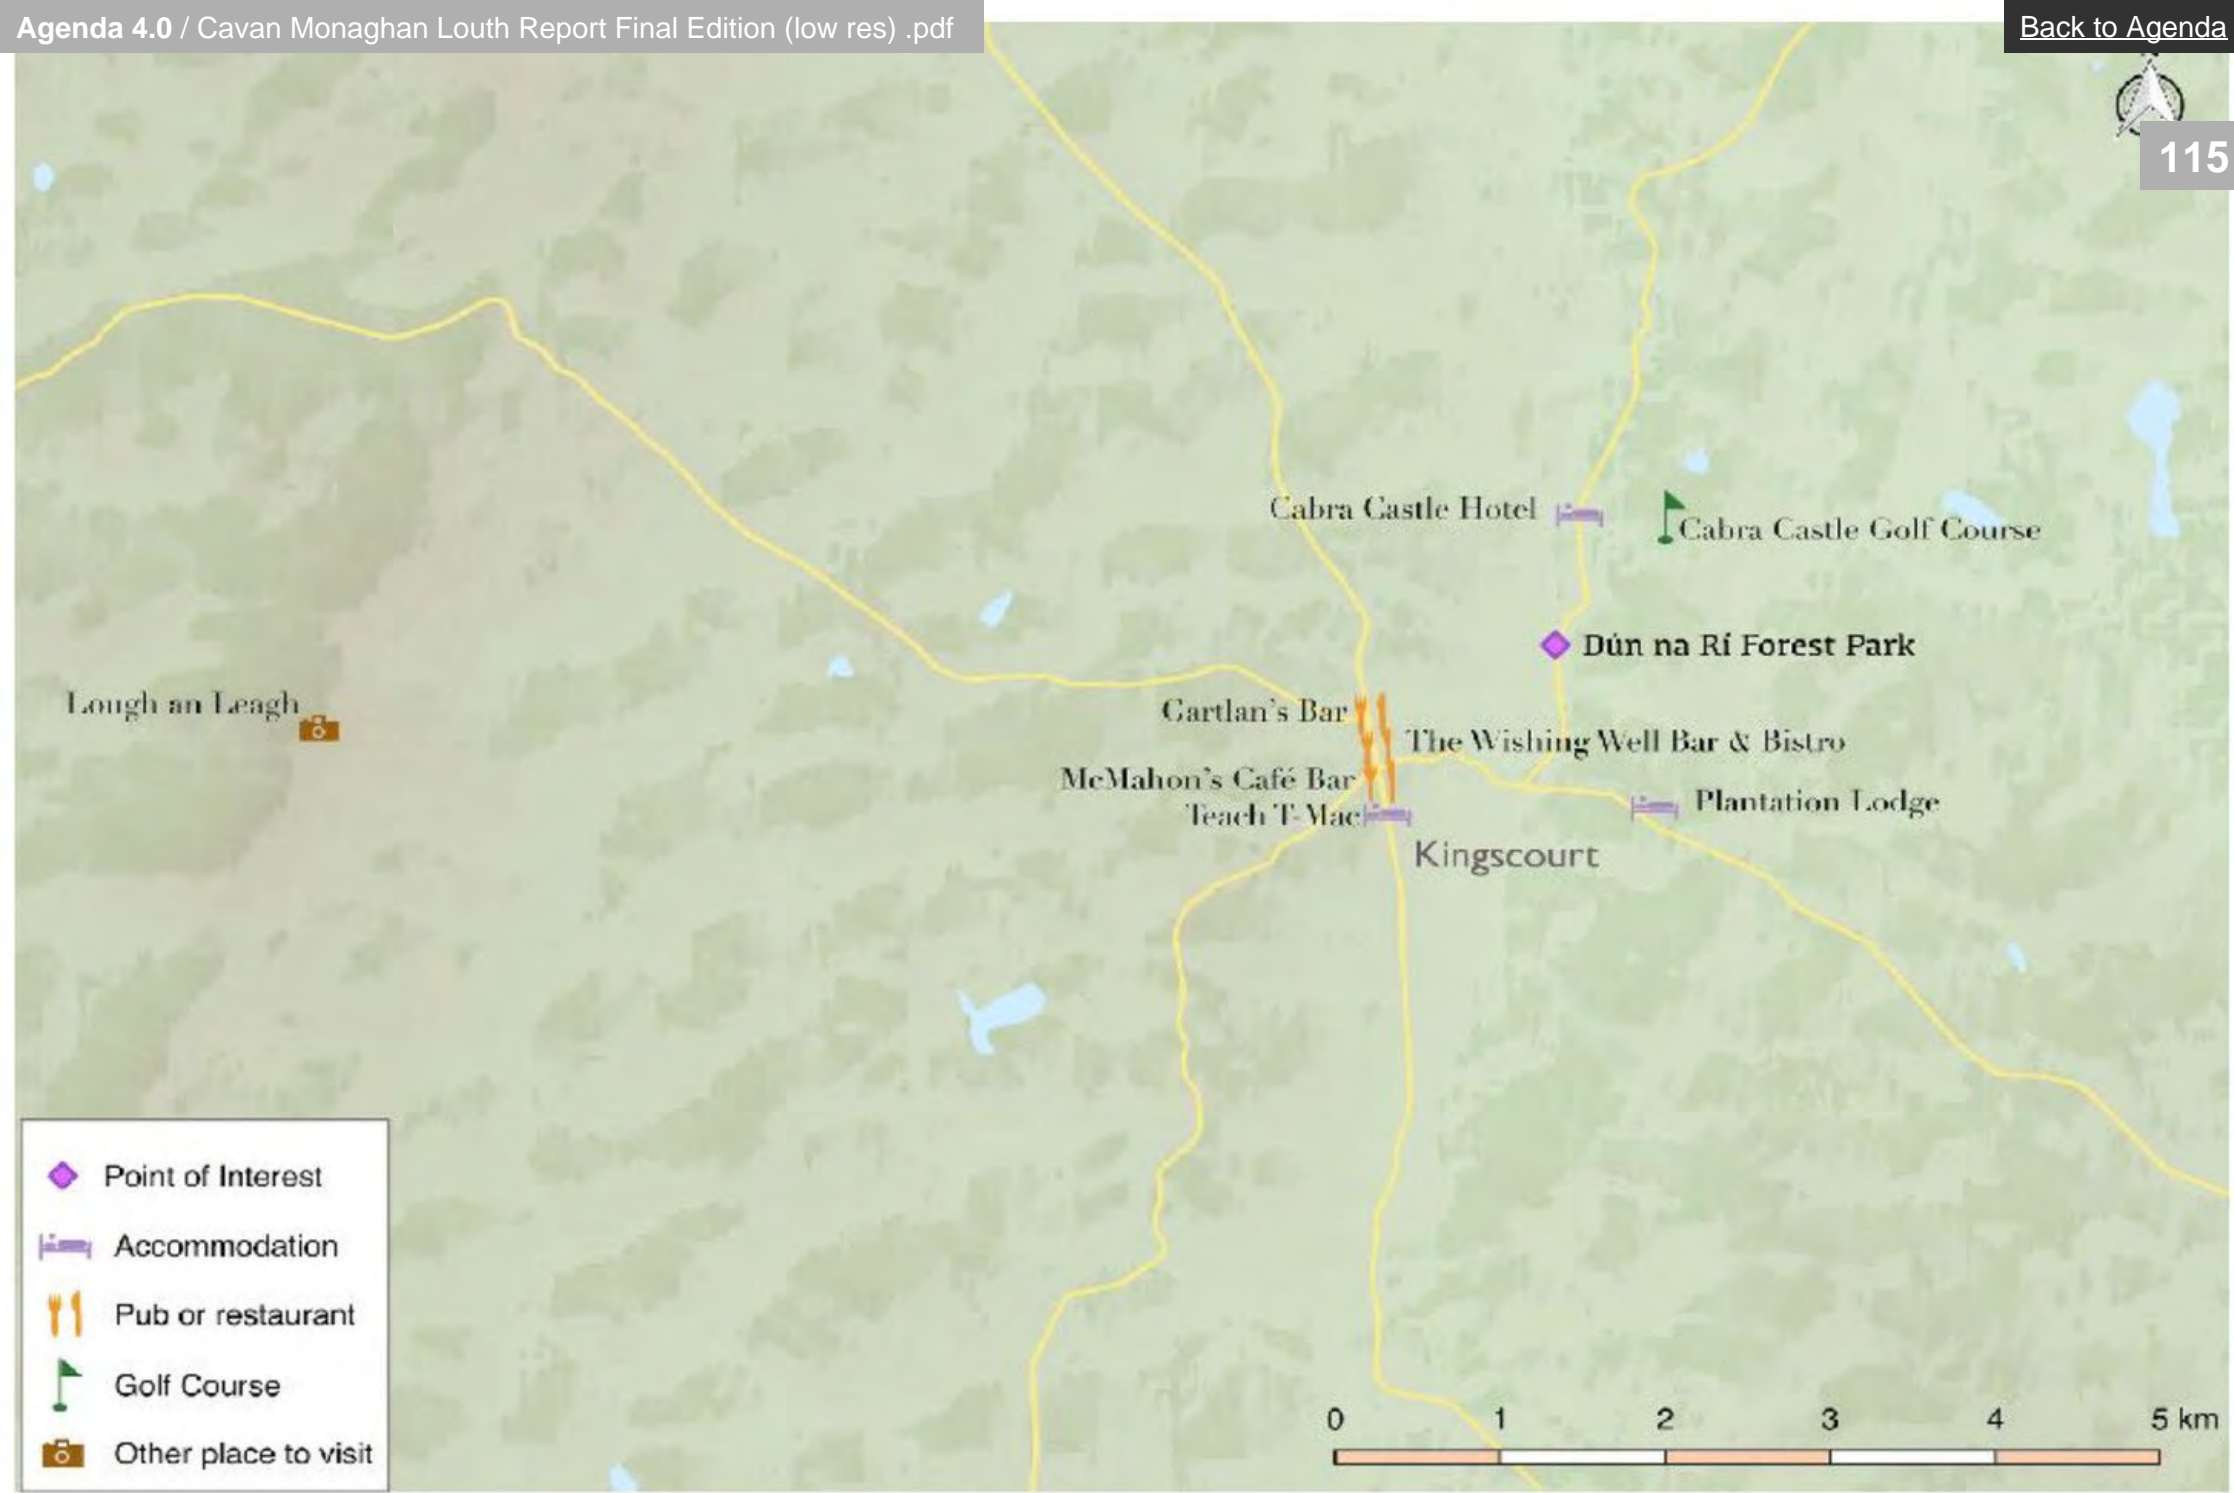 Agenda 4.0 / Cavan Monaghan Louth Report Final Edition (low res) .pdf
Back to Agenda
115
Cabra Castle Hotel
Cabra Castle Golf Course
Dún na Rí Forest Park
Lough an Leagh
Gartlan's Bar
The Wishing Well Bar & Bistro
McMahon's Café Bar
Plantation Lodge
Teach T-Mac
Kingscourt
Point of Interest
Accommodation
Pub or restaurant
Golf Course
Other place to visit
0 1 2 3 4 5 km